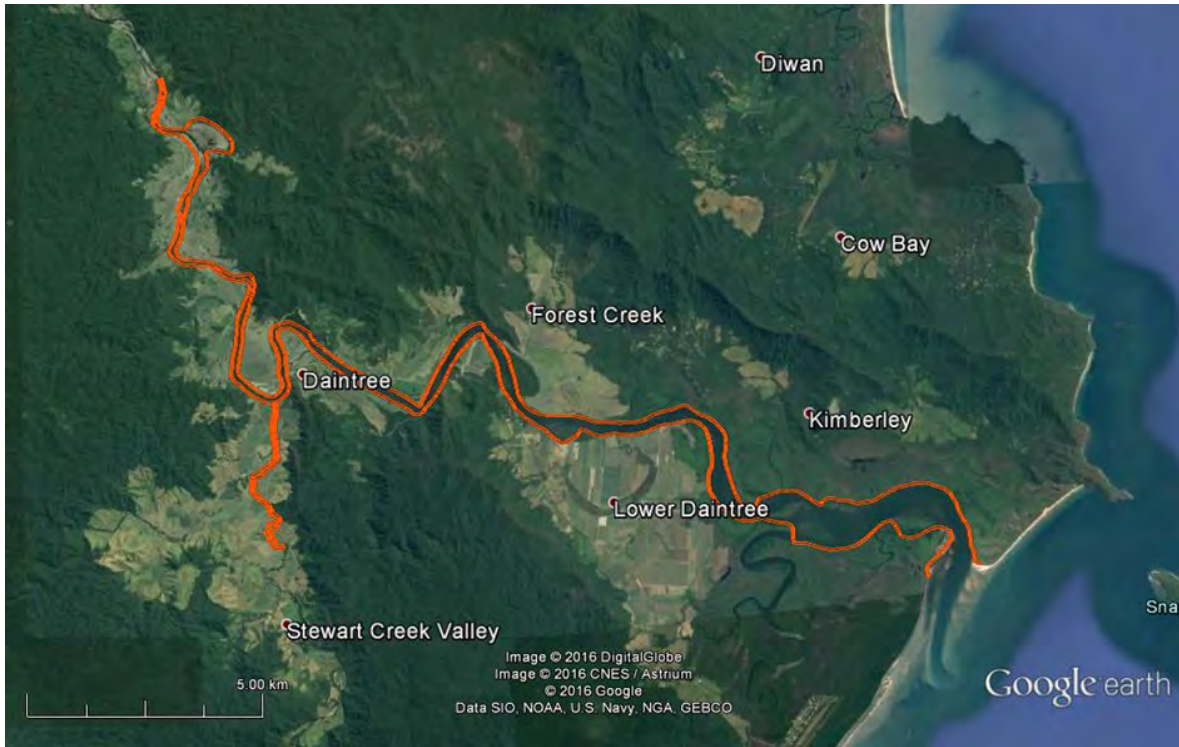 Diwan
Cow Bay
Forest Creek
Daintree
Kimberley
Lower Daintree
Sna
Stewart Creek Valley
5.00 km
Image © 2016 DigitalGlobe
Image © 2016 CNES / Astrium
© 2016 Google
Data SIO, NOAA, U.S. Navy, NGA, GEBCO
Google earth